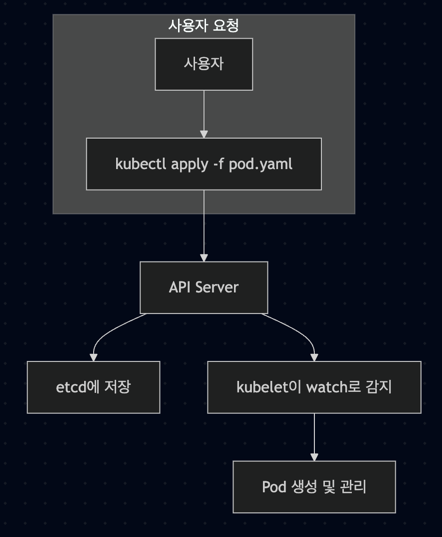 사용자 요청
사용자
kubectl apply -f pod.yaml
API Server
etcd에 저장
kubelet이 watch로 감지
Pod 생성 및 관리